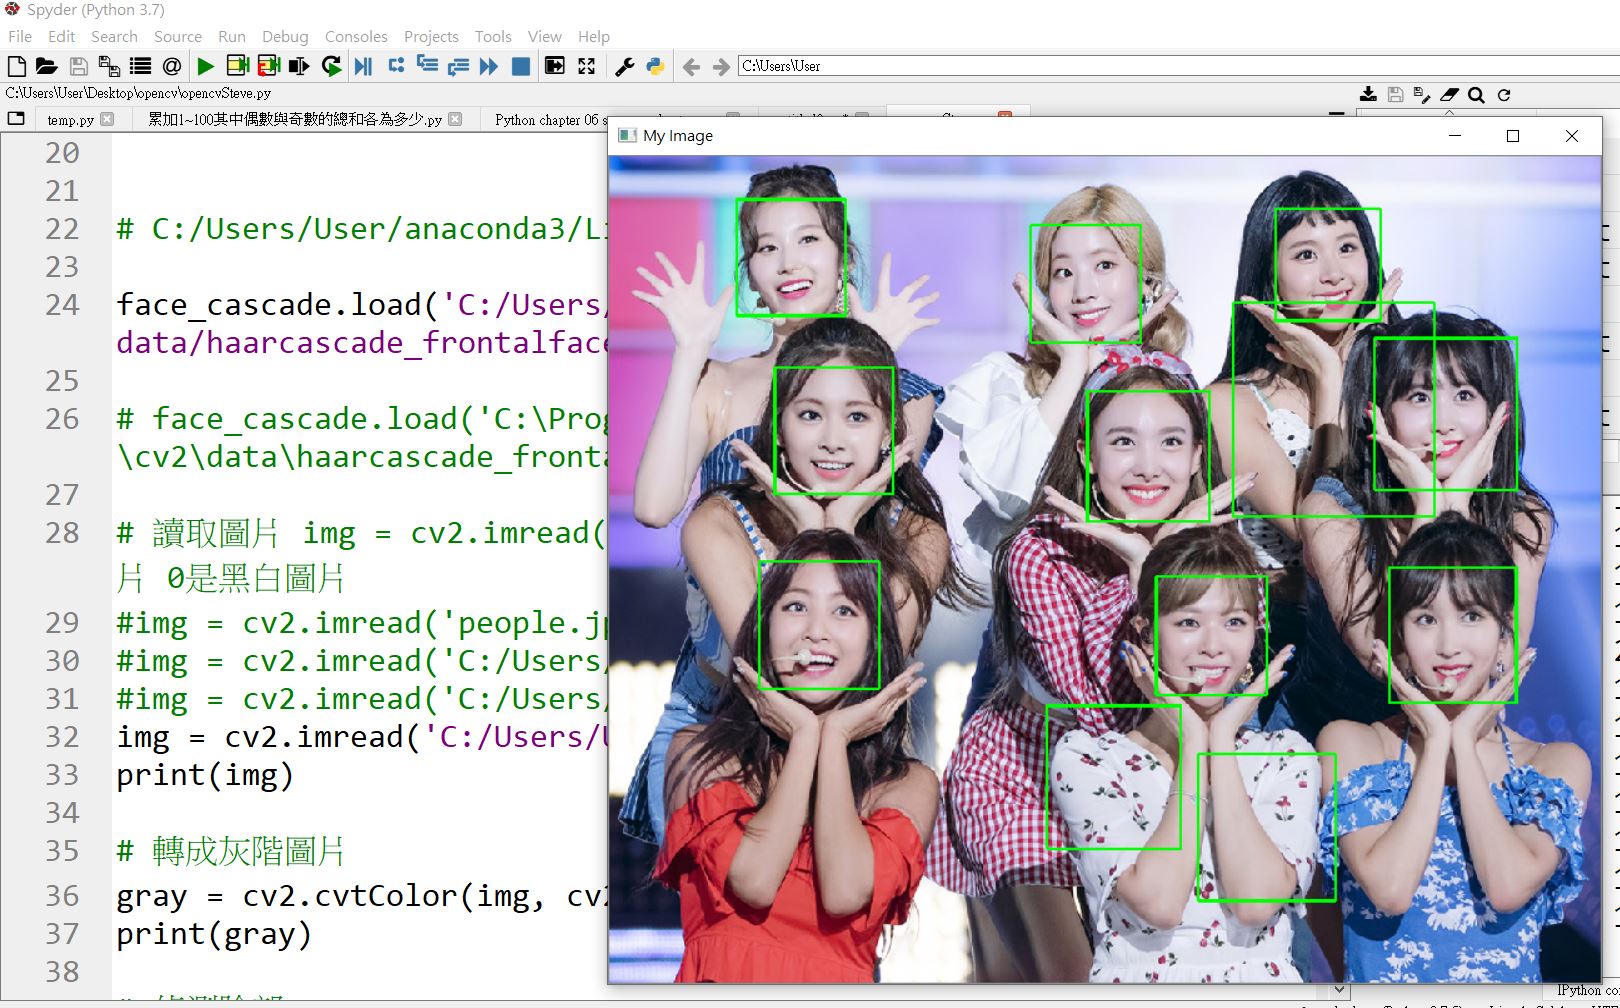 Spyder (Python 3.7)
File Edit Search Source Run Debug Consoles Projects Tools View Help
C:\Users\User
C:\Users\User\Desktop\opencv\opencvSteve.py
temp.py 累加1~100其中偶數與奇數的總和各為多少.py Python chapter 06 s
My Image
20
21
22 # C:/Users/User/anaconda3/Li
23
24 face_cascade.load('C:/Users/
data/haarcascade_frontalface
25
26 # face_cascade.load('C:\Prog
\cv2\data\haarcascade_fronta
27
28 # 讀取圖片 img = cv2.imread(
片 0是黑白圖片
29 #img = cv2.imread('people.jp
30 #img = cv2.imread('C:/Users/
31 #img = cv2.imread('C:/Users/
32 img = cv2.imread('C:/Users/U
33 print(img)
34
35 # 轉成灰階圖片
36 gray = cv2.cvtColor(img, cv2
37 print(gray)
38
IPython co